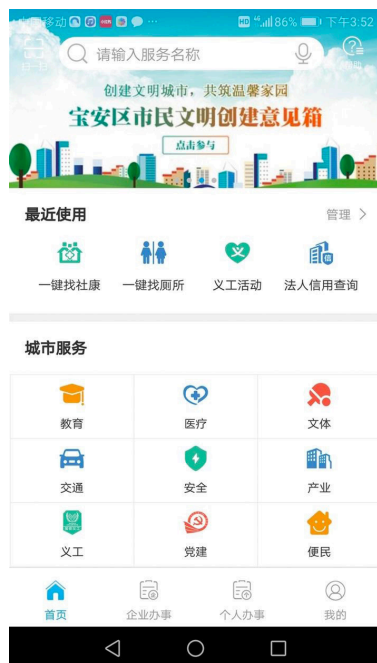 中国移动 HD 4G 86% 下午3:52
请输入服务名称
创建文明城市，共筑温馨家园
宝安区市民文明创建意见箱
点击参与
最近使用 管理
一键找社康 一键找厕所 义工活动 法人信用查询
城市服务
教育 医疗 文体
交通 安全 产业
义工 党建 便民
首页 企业办事 个人办事 我的